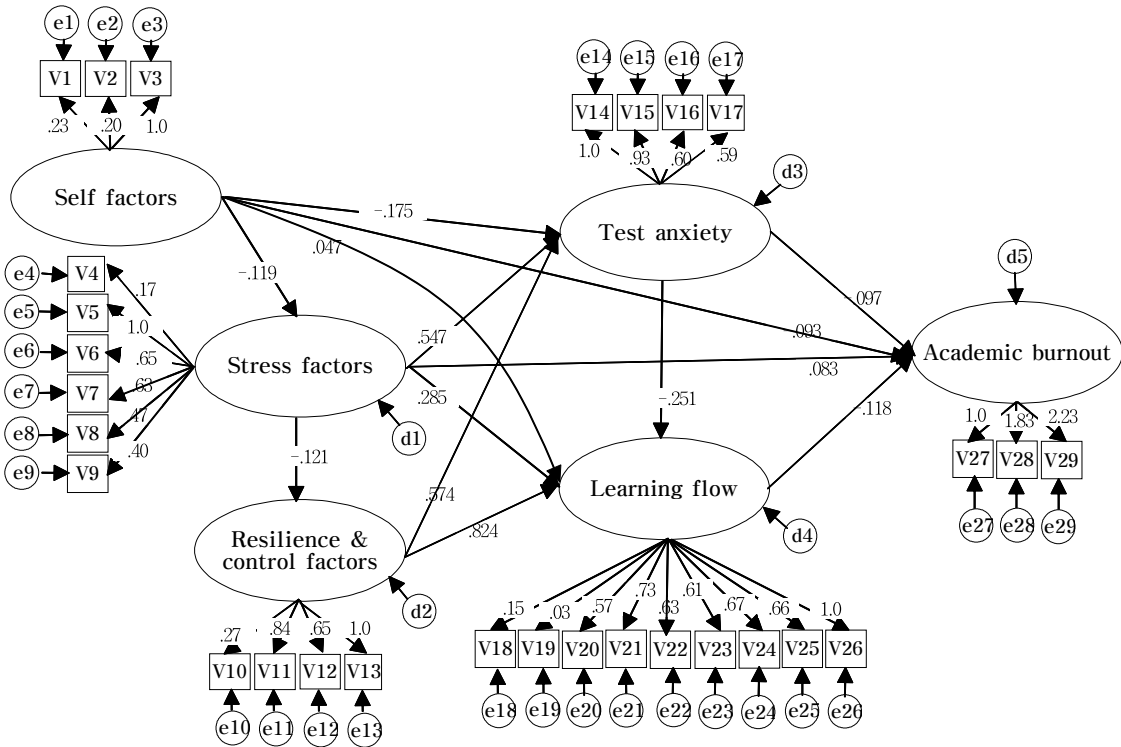 e1 e2 e3
V1 V2 V3
.23 .20 1.0
Self factors
e14 e15 e16 e17
V14 V15 V16 V17
1.0 .93 .60 .59
d3
Test anxiety
-.175
.047
-.119
e4 V4
e5 V5
e6 V6
e7 V7
e8 V8
e9 V9
.17
1.0
.65
.63
.47
.40
Stress factors
d1
.547
.285
-.251
-.097
.093
.083
-.118
d5
Academic burnout
1.0 1.83 2.23
V27 V28 V29
e27 e28 e29
-.121
.574
.824
Learning flow
d4
Resilience &
control factors
d2
.27 .84 .65 1.0
V10 V11 V12 V13
e10 e11 e12 e13
.15 .03 .57 .73 .63 .61 .67 .66 1.0
V18 V19 V20 V21 V22 V23 V24 V25 V26
e18 e19 e20 e21 e22 e23 e24 e25 e26